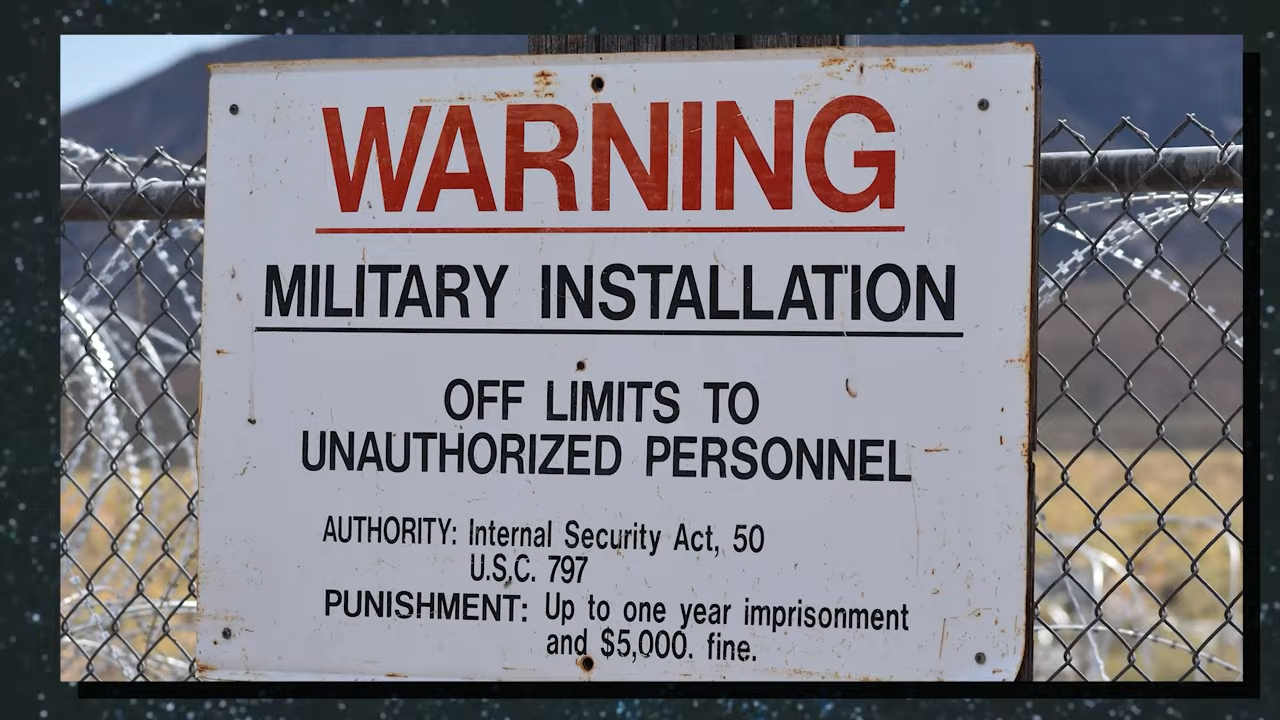 WARNING
MILITARY INSTALLATION
OFF LIMITS TO
UNAUTHORIZED PERSONNEL
AUTHORITY: Internal Security Act, 50
U.S.C. 797
PUNISHMENT: Up to one year imprisonment
and $5,000. fine.